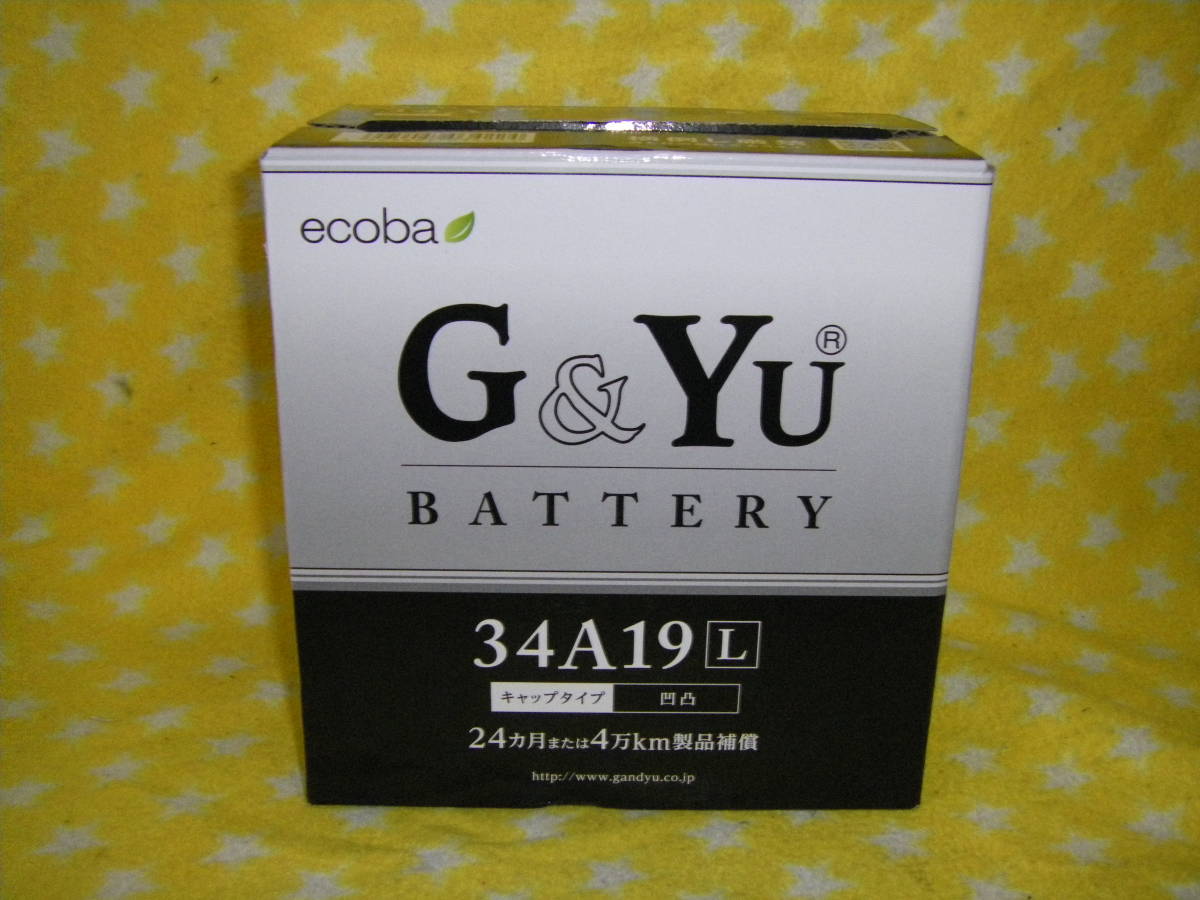 ecoba
G&YU®
BATTERY
34A19 L
キャップタイプ 凹凸
24カ月または4万km製品補償
http://www.gandyu.co.jp